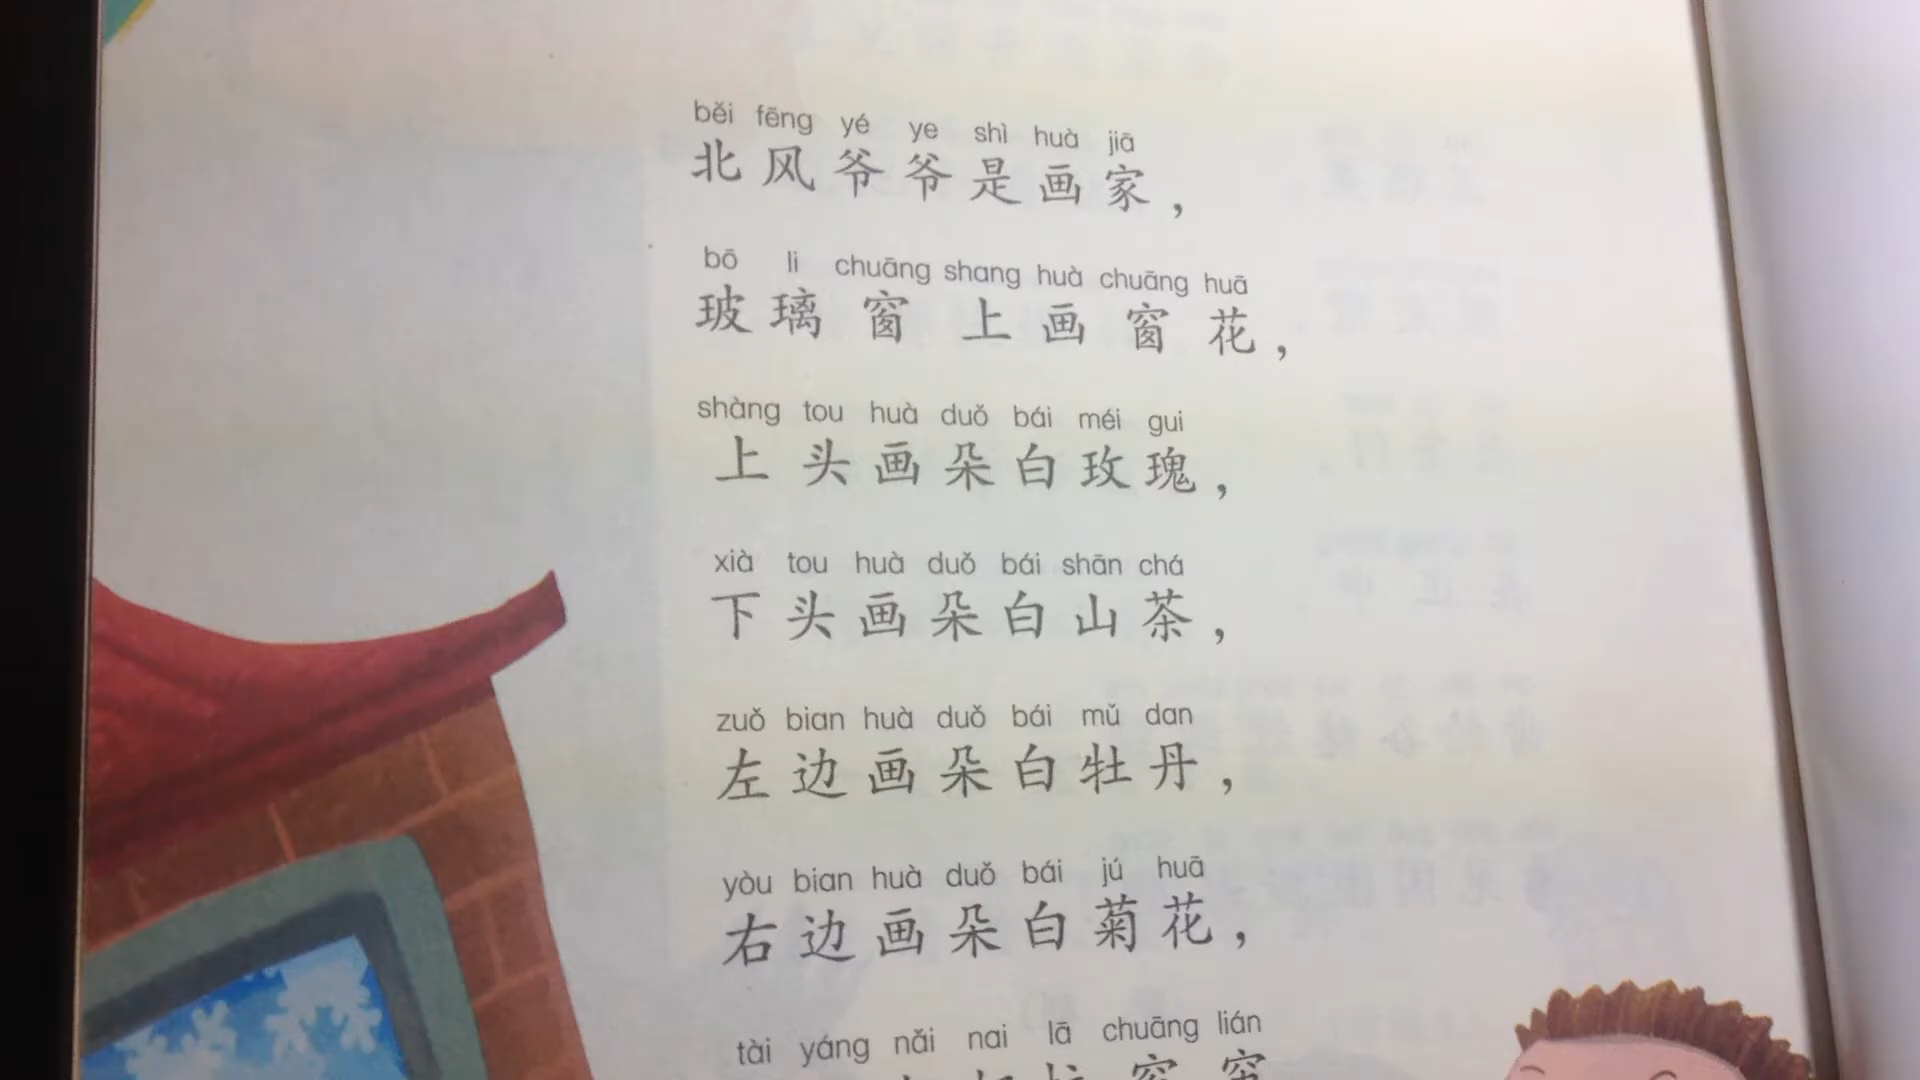 běi fēng yé ye shì huà jiā
北风爷爷是画家，
bō li chuāng shang huà chuāng huā
玻璃窗上画窗花，
shàng tou huà duǒ bái méi gui
上头画朵白玫瑰，
xià tou huà duǒ bái shān chá
下头画朵白山茶，
zuǒ bian huà duǒ bái mǔ dan
左边画朵白牡丹，
yòu bian huà duǒ bái jú huā
右边画朵白菊花，
tài yáng nǎi nai lā chuāng lián